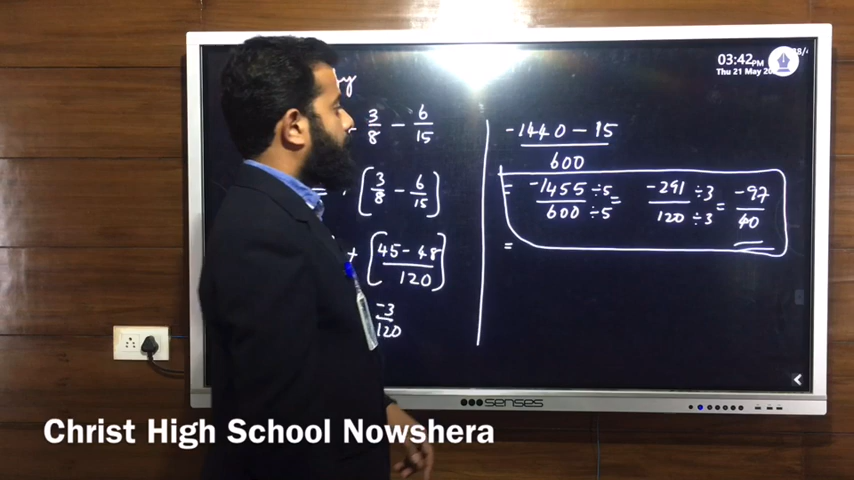 by
3/8 - 6/15
= + [3/8 - 6/15]
+ [45 - 48 / 120]
-3/120
-1440 - 15 / 600
= -1455 ÷5 / 600 ÷5 = -291 ÷3 / 120 ÷3 = -97/40
=
03:42PM
Thu 21 May
senses
Christ High School Nowshera